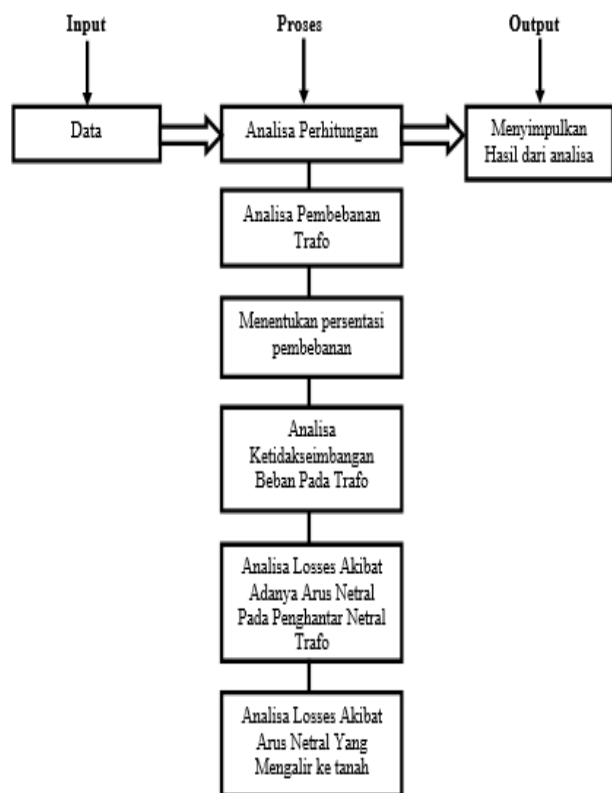 Input
Proses
Output
Data
Analisa Perhitungan
Menyimpulkan
Hasil dari analisa
Analisa Pembebanan
Trafo
Menentukan persentasi
pembebanan
Analisa
Ketidakseimbangan
Beban Pada Trafo
Analisa Losses Akibat
Adanya Arus Netral
Pada Penghantar Netral
Trafo
Analisa Losses Akibat
Arus Netral Yang
Mengalir ke tanah